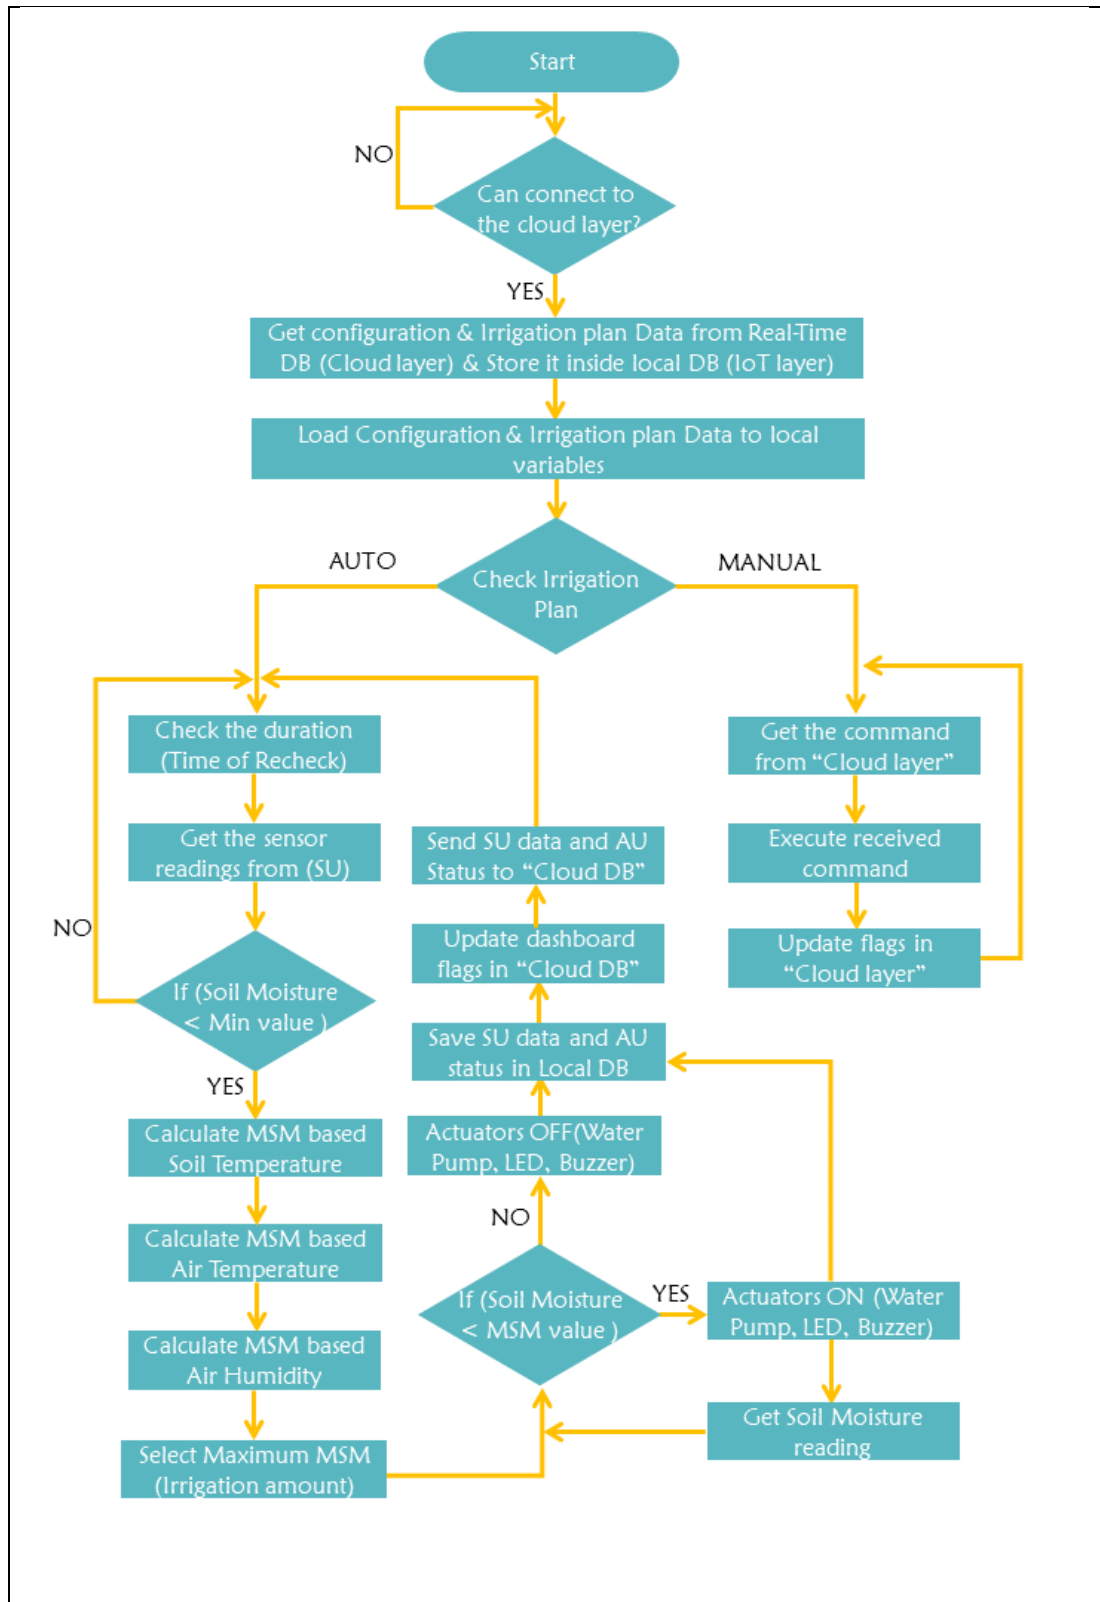 Start
NO
Can connect to
the cloud layer?
YES
Get configuration & Irrigation plan Data from Real-Time
DB (Cloud layer) & Store it inside local DB (IoT layer)
Load Configuration & Irrigation plan Data to local
variables
AUTO
Check Irrigation
Plan
MANUAL
Check the duration
(Time of Recheck)
Get the sensor
readings from (SU)
NO
If (Soil Moisture
< Min value )
YES
Calculate MSM based
Soil Temperature
Calculate MSM based
Air Temperature
Calculate MSM based
Air Humidity
Select Maximum MSM
(Irrigation amount)
Send SU data and AU
Status to “Cloud DB”
Update dashboard
flags in “Cloud DB”
Save SU data and AU
status in Local DB
Actuators OFF(Water
Pump, LED, Buzzer)
NO
If (Soil Moisture
< MSM value )
YES
Actuators ON (Water
Pump, LED, Buzzer)
Get Soil Moisture
reading
Get the command
from “Cloud layer”
Execute received
command
Update flags in
“Cloud layer”